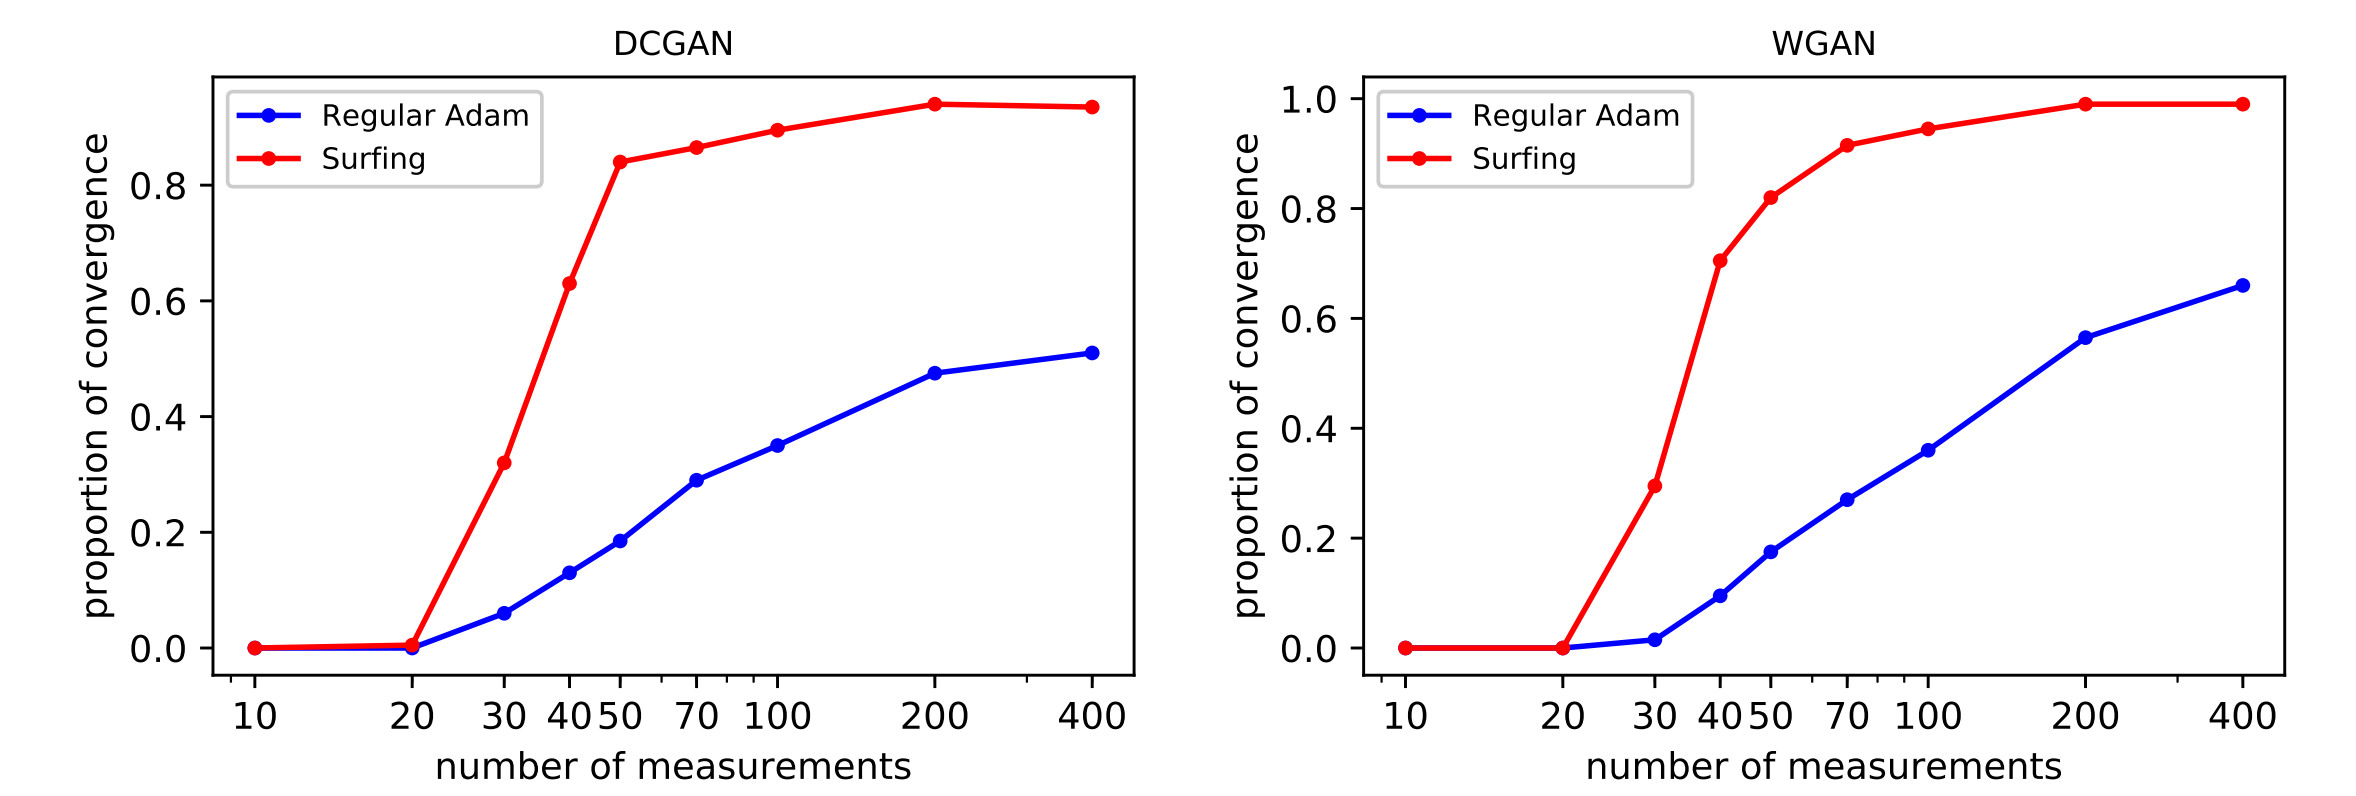 DCGAN
Regular Adam
Surfing
proportion of convergence
0.8
0.6
0.4
0.2
0.0
10 20 30 40 50 70 100 200 400
number of measurements
WGAN
Regular Adam
Surfing
proportion of convergence
1.0
0.8
0.6
0.4
0.2
0.0
10 20 30 40 50 70 100 200 400
number of measurements